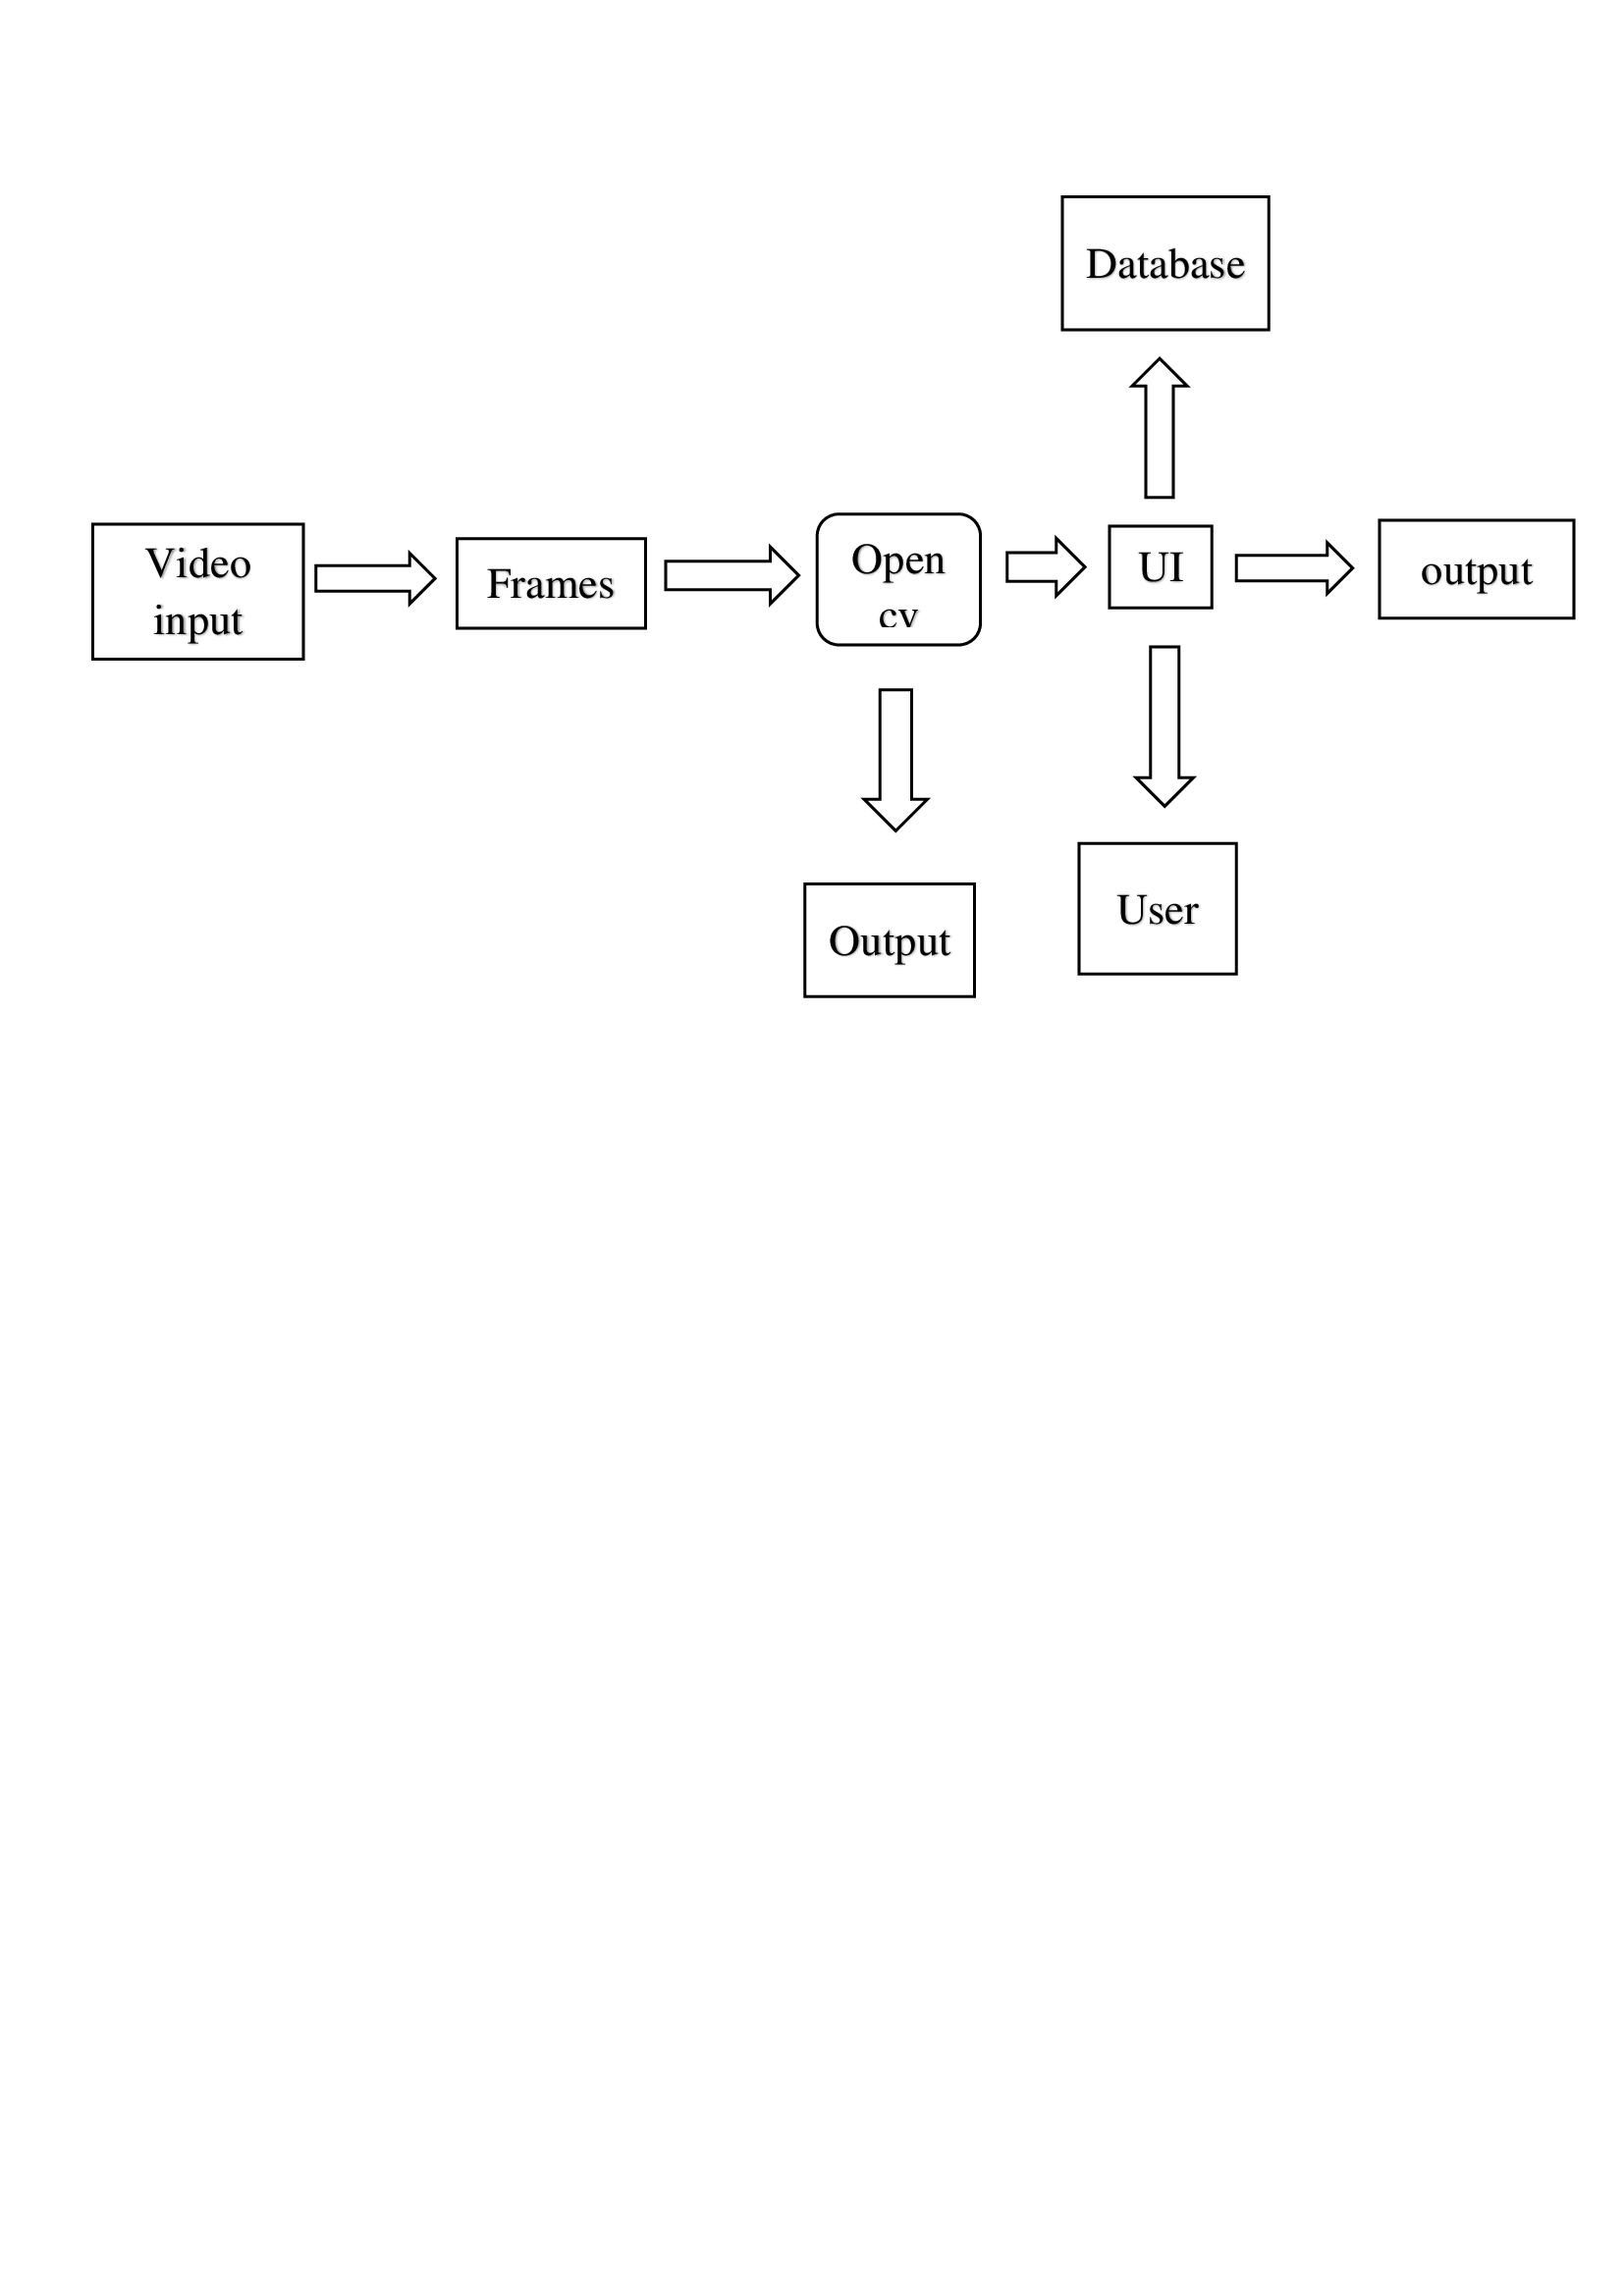 Database
Video
input
Frames
Open
cv
UI
output
Output
User